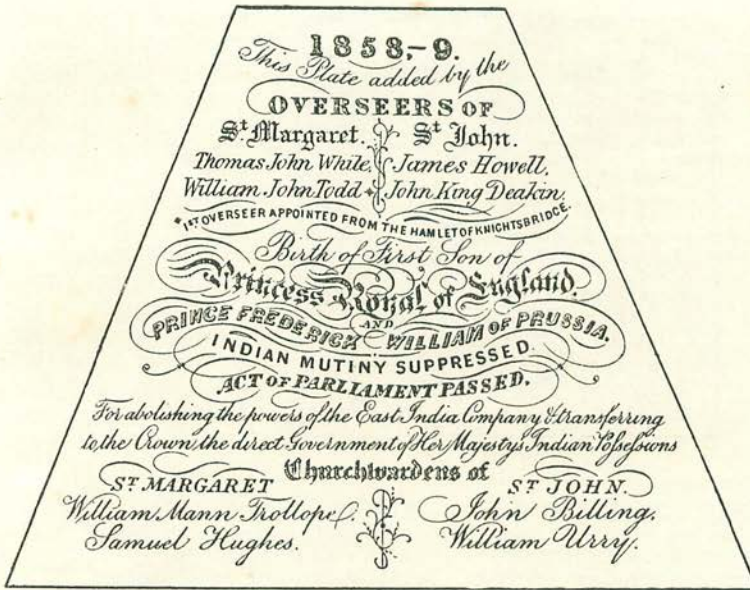 1858,-9.
This Plate added by the
OVERSEERS OF
St Margaret. St John.
Thomas John White, James Howell,
William John Todd * John King Deakin,
*1ST OVERSEER APPOINTED FROM THE HAMLET OF KNIGHTSBRIDGE.
Birth of First Son of
Princess Royal of England,
AND
PRINCE FREDERICK WILLIAM OF PRUSSIA.
INDIAN MUTINY SUPPRESSED.
ACT OF PARLIAMENT PASSED.
For abolishing the powers of the East India Company & transferring
to the Crown, the direct Government of Her Majestys Indian Possessions
Churchwardens of
ST MARGARET ST JOHN.
William Mann Trollope. John Billing.
Samuel Hughes. William Urry.